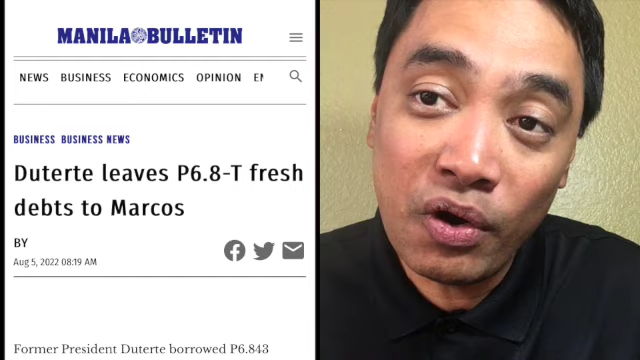 MANILA BULLETIN
NEWS BUSINESS ECONOMICS OPINION
BUSINESS BUSINESS NEWS
Duterte leaves P6.8-T fresh
debts to Marcos
BY
Aug 5, 2022 08:19 AM
Former President Duterte borrowed P6.843